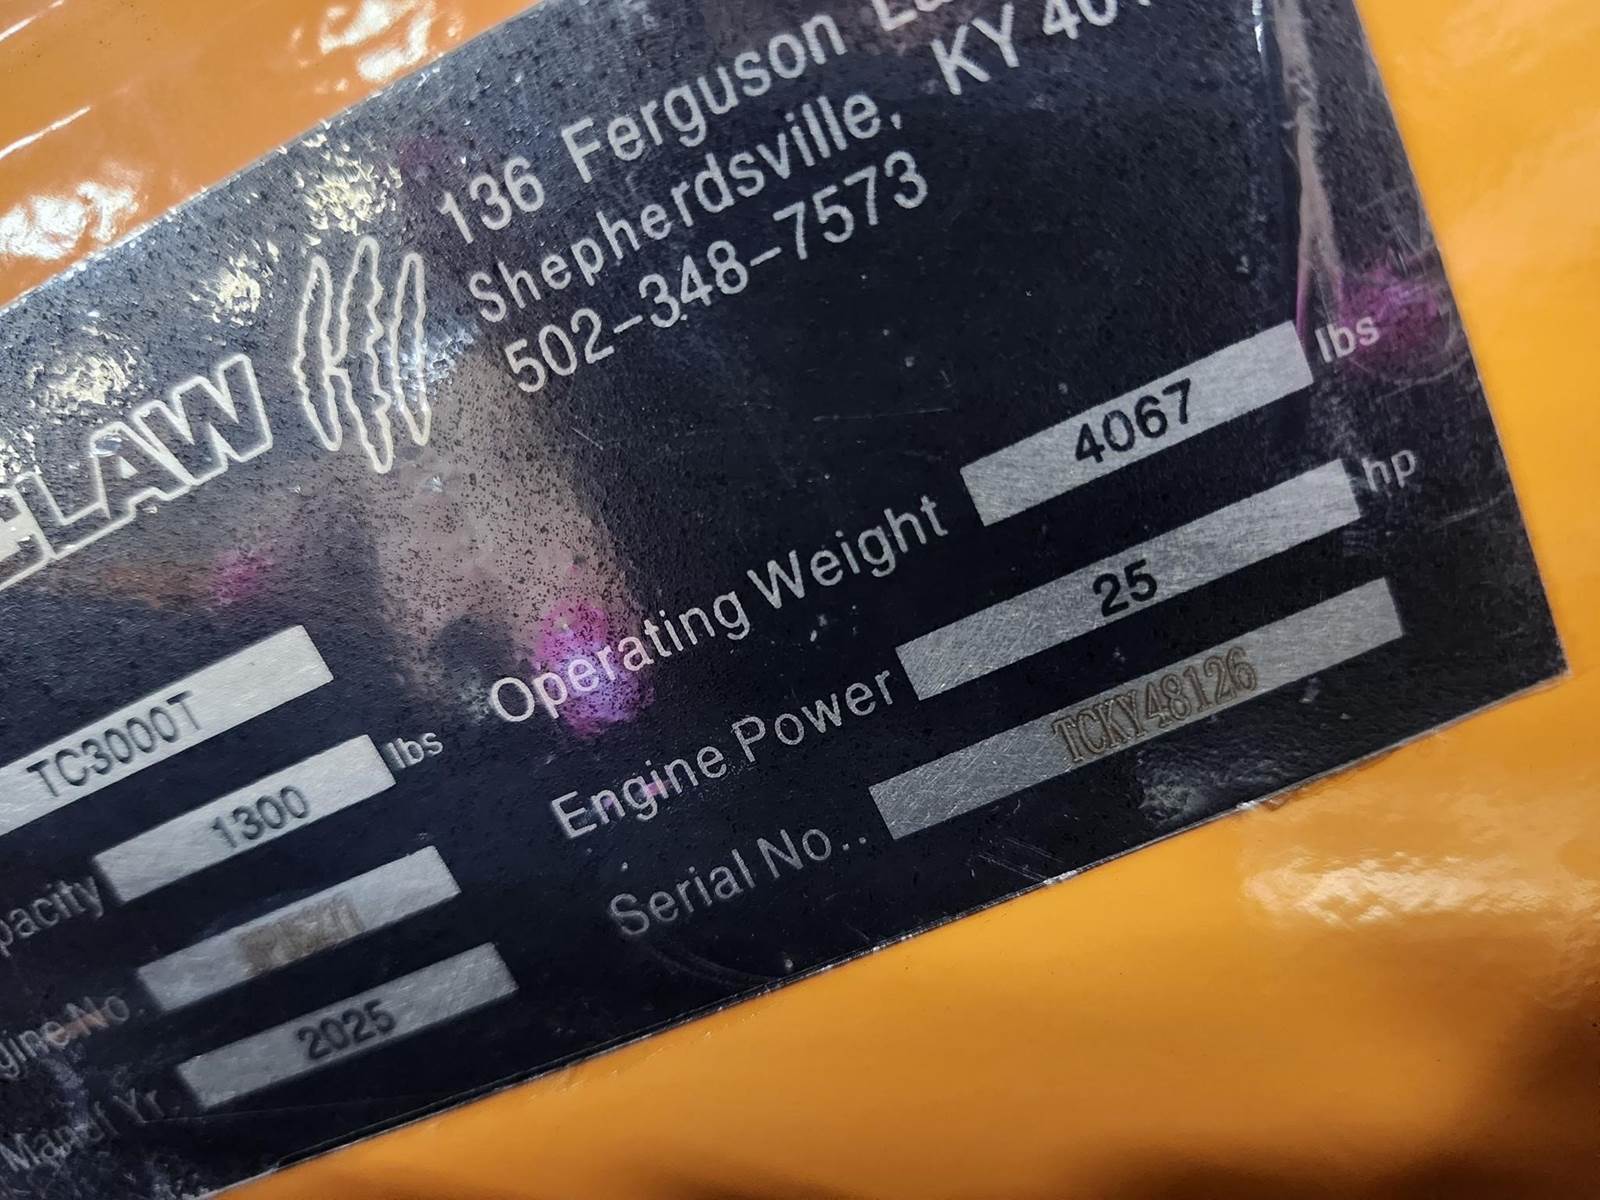 136 Ferguson
Shepherdsville, KY
502-348-7573
CLAW
TC3000T
1300 lbs
2025
Operating Weight 4067 lbs
Engine Power 25 hp
Serial No.. TCKY48126